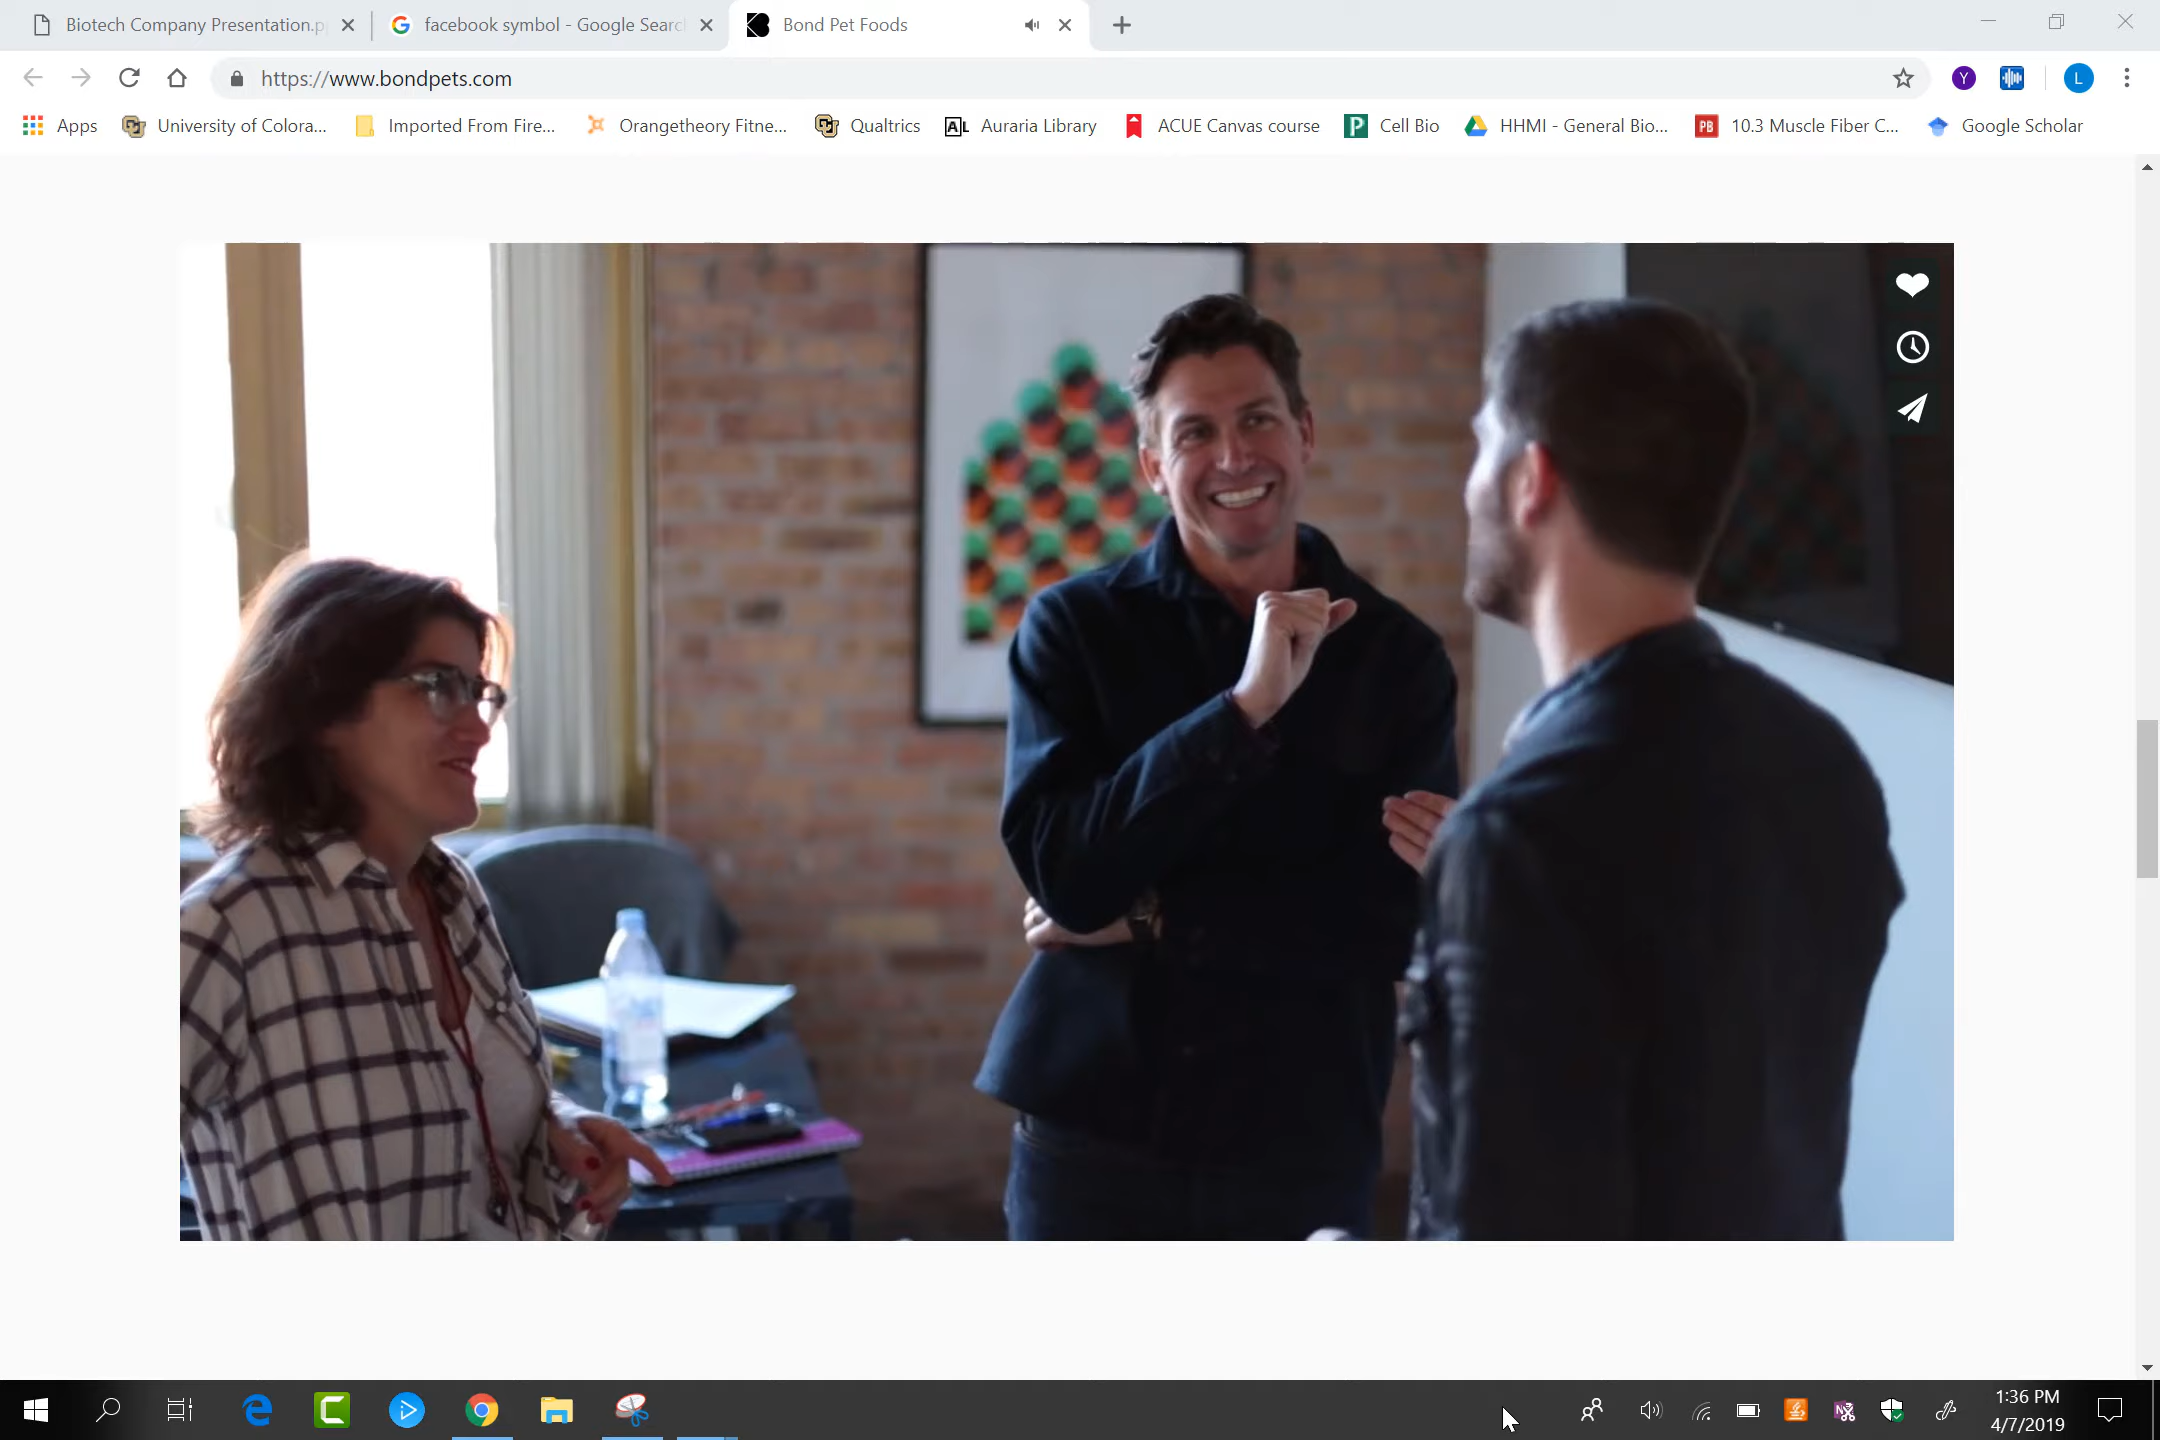 Biotech Company Presentation.p
facebook symbol - Google Searc
Bond Pet Foods
https://www.bondpets.com
Y
L
Apps
University of Colora...
Imported From Fire...
Orangetheory Fitne...
Qualtrics
AL
Auraria Library
ACUE Canvas course
P
Cell Bio
HHMI - General Bio...
PB
10.3 Muscle Fiber C...
Google Scholar
1:36 PM
4/7/2019